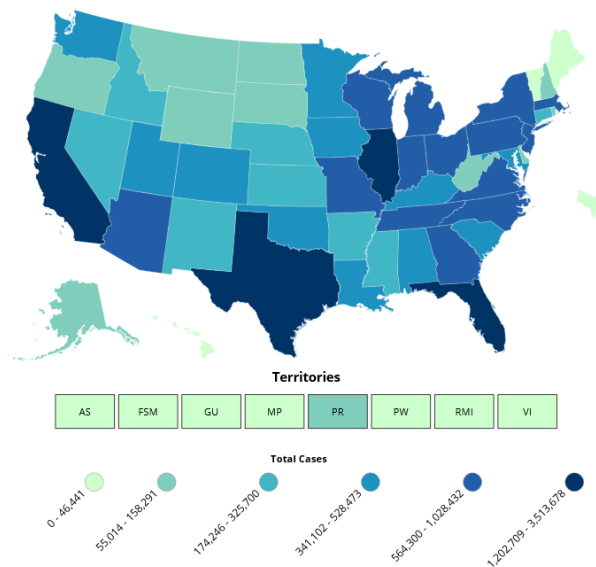 Territories
AS FSM GU MP PR PW RMI VI
Total Cases
0 - 46,441
55,014 - 158,291
174,246 - 325,700
341,102 - 528,473
564,300 - 1,028,432
1,202,709 - 3,513,678